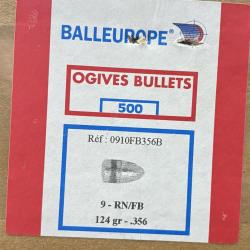 BALLEUROPE®
OGIVES BULLETS
500
Réf : 0910FB356B
9 - RN/FB
124 gr - .356